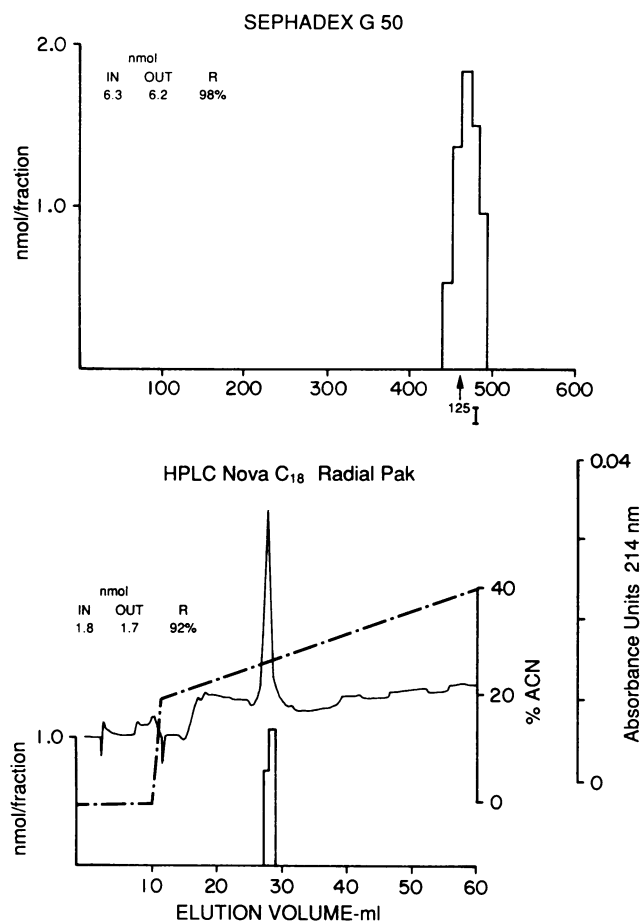 SEPHADEX G 50
2.0
nmol
IN OUT R
6.3 6.2 98%
1.0
nmol/fraction
100 200 300 400 500 600
125I
HPLC Nova C18 Radial Pak
0.04
nmol
IN OUT R
1.8 1.7 92%
40
20
0
% ACN
0
Absorbance Units 214 nm
1.0
nmol/fraction
10 20 30 40 50 60
ELUTION VOLUME-ml